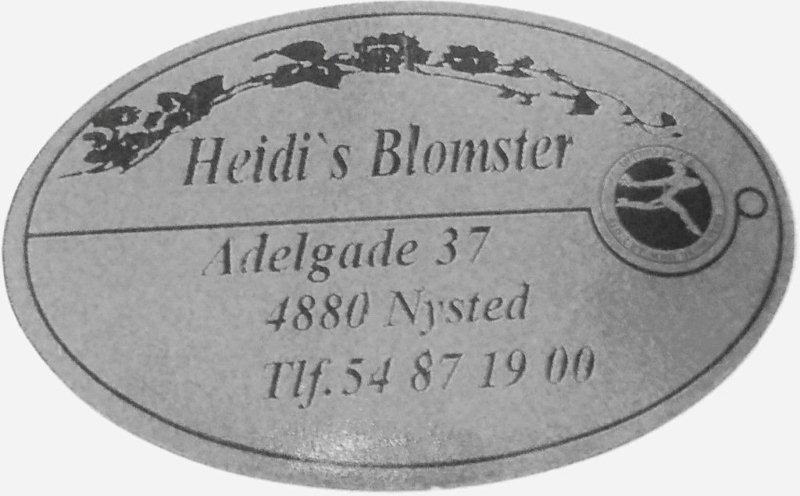 Heidi`s Blomster
Adelgade 37
4880 Nysted
Tlf. 54 87 19 00